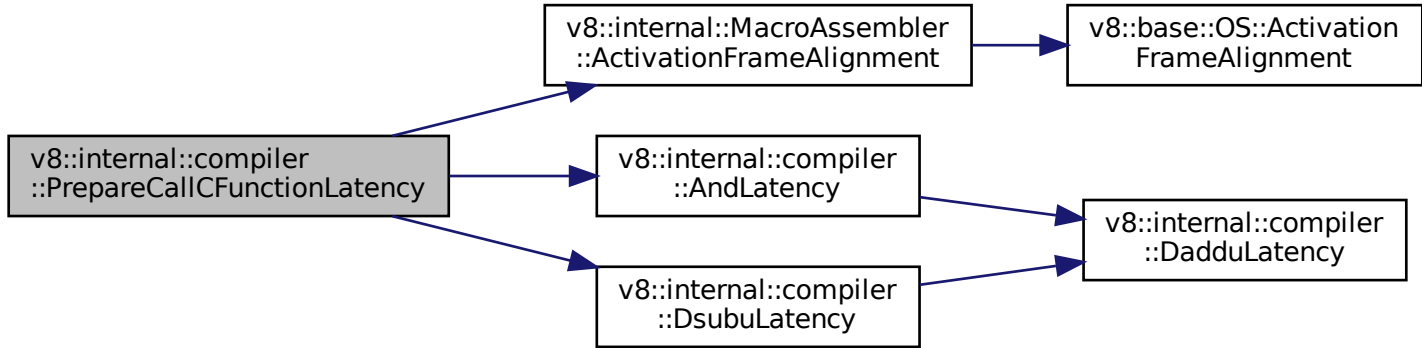 v8::internal::MacroAssembler
::ActivationFrameAlignment
v8::base::OS::Activation
FrameAlignment
v8::internal::compiler
::PrepareCallCFunctionLatency
v8::internal::compiler
::AndLatency
v8::internal::compiler
::DadduLatency
v8::internal::compiler
::DsubuLatency